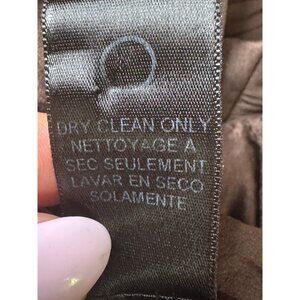 DRY CLEAN ONLY
NETTOYAGE A
SEC SEULEMENT
LAVAR EN SECO
SOLAMENTE